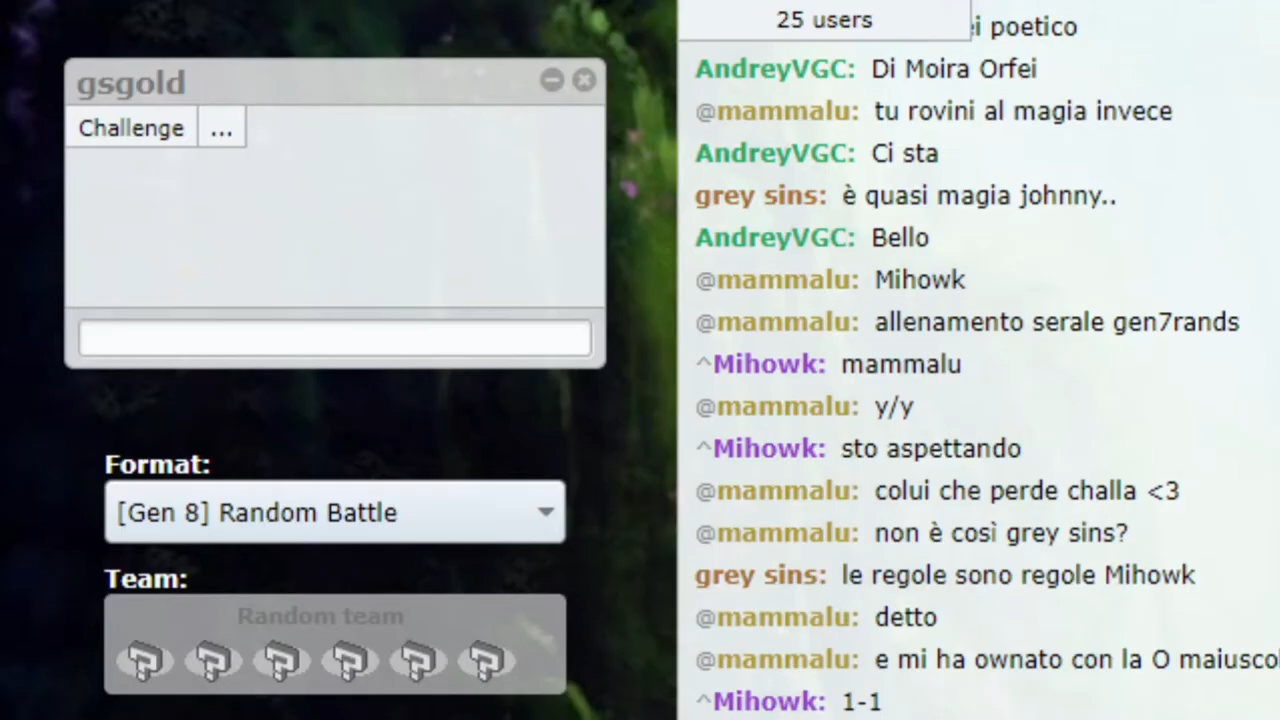 gsgold
Challenge ...
Format:
[Gen 8] Random Battle
Team:
Random team
25 users
poetico
AndreyVGC: Di Moira Orfei
@mammalu: tu rovini al magia invece
AndreyVGC: Ci sta
grey sins: è quasi magia johnny..
AndreyVGC: Bello
@mammalu: Mihowk
@mammalu: allenamento serale gen7rands
^Mihowk: mammalu
@mammalu: y/y
^Mihowk: sto aspettando
@mammalu: colui che perde challa <3
@mammalu: non è così grey sins?
grey sins: le regole sono regole Mihowk
@mammalu: detto
@mammalu: e mi ha ownato con la O
^Mihowk: 1-1